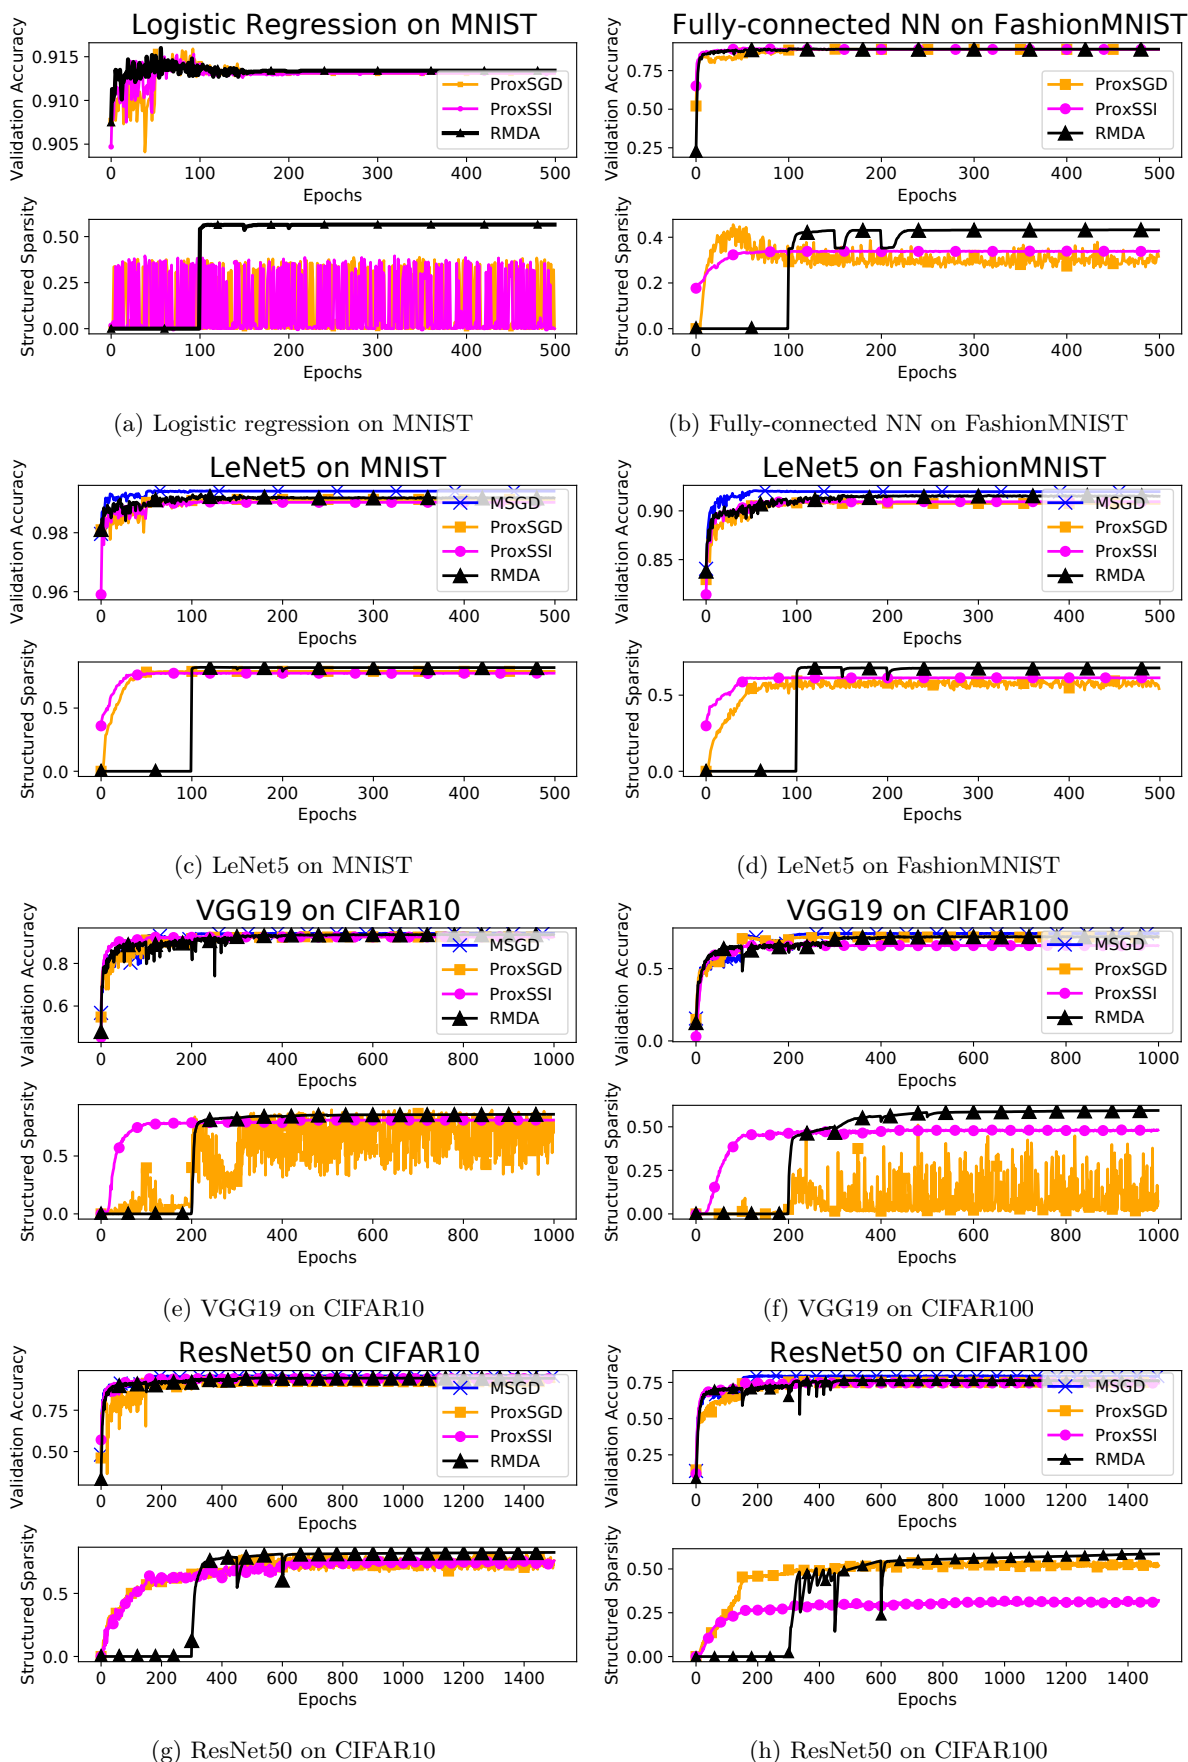 Logistic Regression on MNIST
Validation Accuracy
0.915
0.910
0.905
ProxSGD
ProxSSI
RMDA
0 100 200 300 400 500
Epochs
Structured Sparsity
0.50
0.25
0.00
0 100 200 300 400 500
Epochs
(a) Logistic regression on MNIST
Fully-connected NN on FashionMNIST
Validation Accuracy
0.75
0.50
0.25
ProxSGD
ProxSSI
RMDA
0 100 200 300 400 500
Epochs
Structured Sparsity
0.4
0.2
0.0
0 100 200 300 400 500
Epochs
(b) Fully-connected NN on FashionMNIST
LeNet5 on MNIST
Validation Accuracy
0.98
0.96
MSGD
ProxSGD
ProxSSI
RMDA
0 100 200 300 400 500
Epochs
Structured Sparsity
0.5
0.0
0 100 200 300 400 500
Epochs
(c) LeNet5 on MNIST
LeNet5 on FashionMNIST
Validation Accuracy
0.90
0.85
MSGD
ProxSGD
ProxSSI
RMDA
0 100 200 300 400 500
Epochs
Structured Sparsity
0.5
0.0
0 100 200 300 400 500
Epochs
(d) LeNet5 on FashionMNIST
VGG19 on CIFAR10
Validation Accuracy
0.8
0.6
MSGD
ProxSGD
ProxSSI
RMDA
0 200 400 600 800 1000
Epochs
Structured Sparsity
0.5
0.0
0 200 400 600 800 1000
Epochs
(e) VGG19 on CIFAR10
VGG19 on CIFAR100
Validation Accuracy
0.5
0.0
MSGD
ProxSGD
ProxSSI
RMDA
0 200 400 600 800 1000
Epochs
Structured Sparsity
0.50
0.25
0.00
0 200 400 600 800 1000
Epochs
(f) VGG19 on CIFAR100
ResNet50 on CIFAR10
Validation Accuracy
0.75
0.50
MSGD
ProxSGD
ProxSSI
RMDA
0 200 400 600 800 1000 1200 1400
Epochs
Structured Sparsity
0.5
0.0
0 200 400 600 800 1000 1200 1400
Epochs
(g) ResNet50 on CIFAR10
ResNet50 on CIFAR100
Validation Accuracy
0.75
0.50
0.25
MSGD
ProxSGD
ProxSSI
RMDA
0 200 400 600 800 1000 1200 1400
Epochs
Structured Sparsity
0.50
0.25
0.00
0 200 400 600 800 1000 1200 1400
Epochs
(h) ResNet50 on CIFAR100